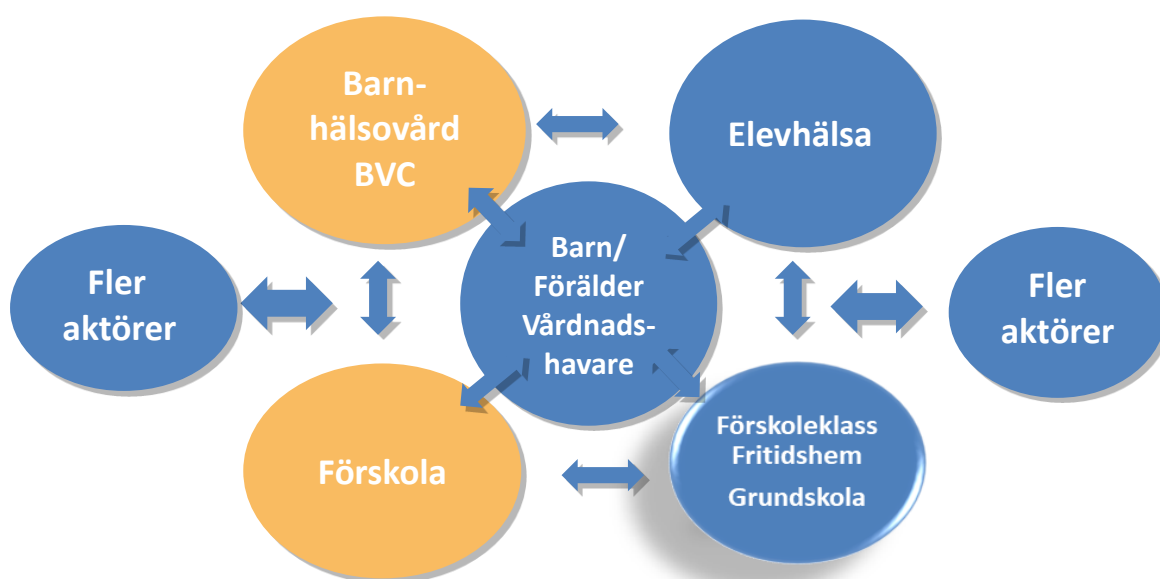 Barn-
hälsovård
BVC
Elevhälsa
Fler
aktörer
Barn/
Förälder
Vårdnads-
havare
Fler
aktörer
Förskola
Förskoleklass
Fritidshem
Grundskola